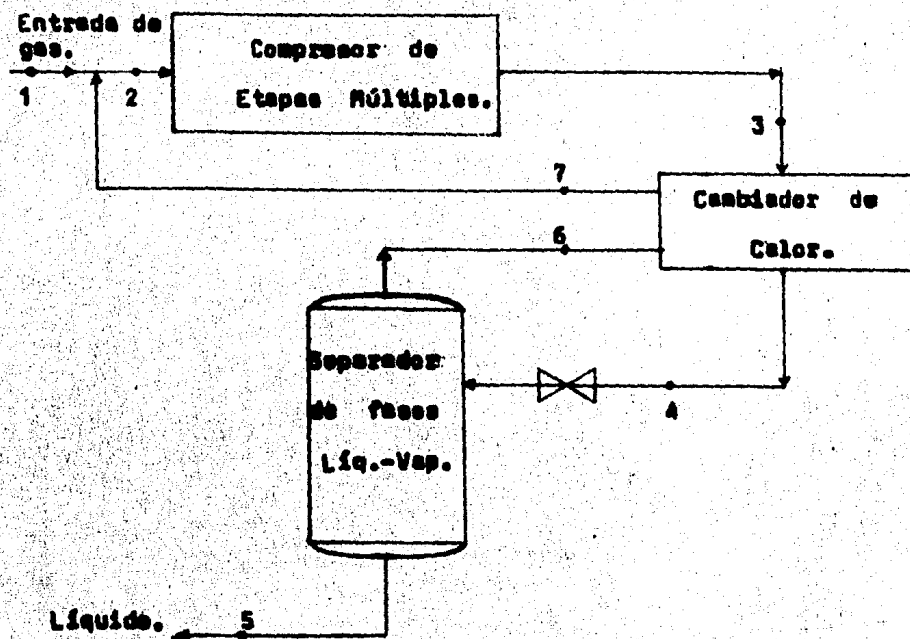 Entrada de
gas.
Compresor de
Etapas Múltiples.
1
2
3
7
Cambiador de
Calor.
6
Separador
de fases
Líq.-Vap.
4
Líquido.
5